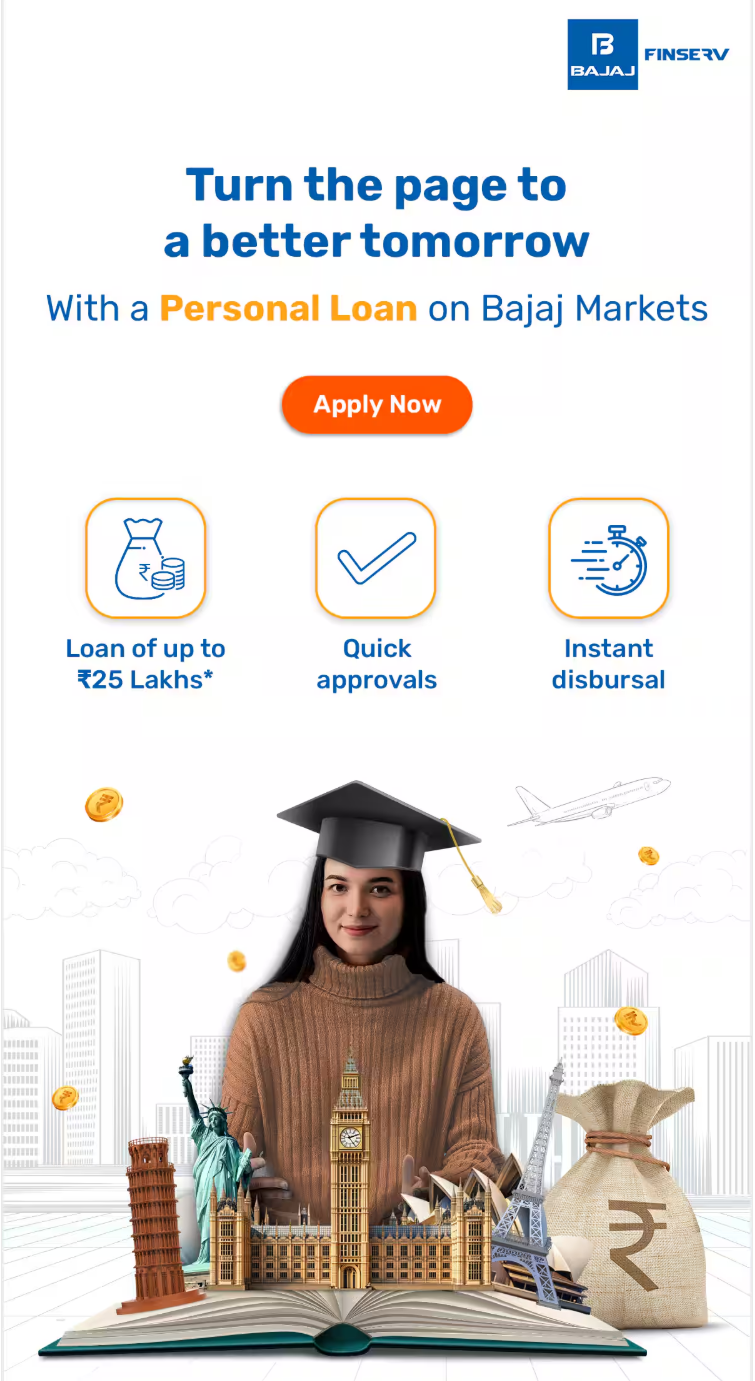 B
BAJAJ FINSERV
Turn the page to
a better tomorrow
With a Personal Loan on Bajaj Markets
Apply Now
₹
Loan of up to
₹25 Lakhs*
Quick
approvals
Instant
disbursal
₹